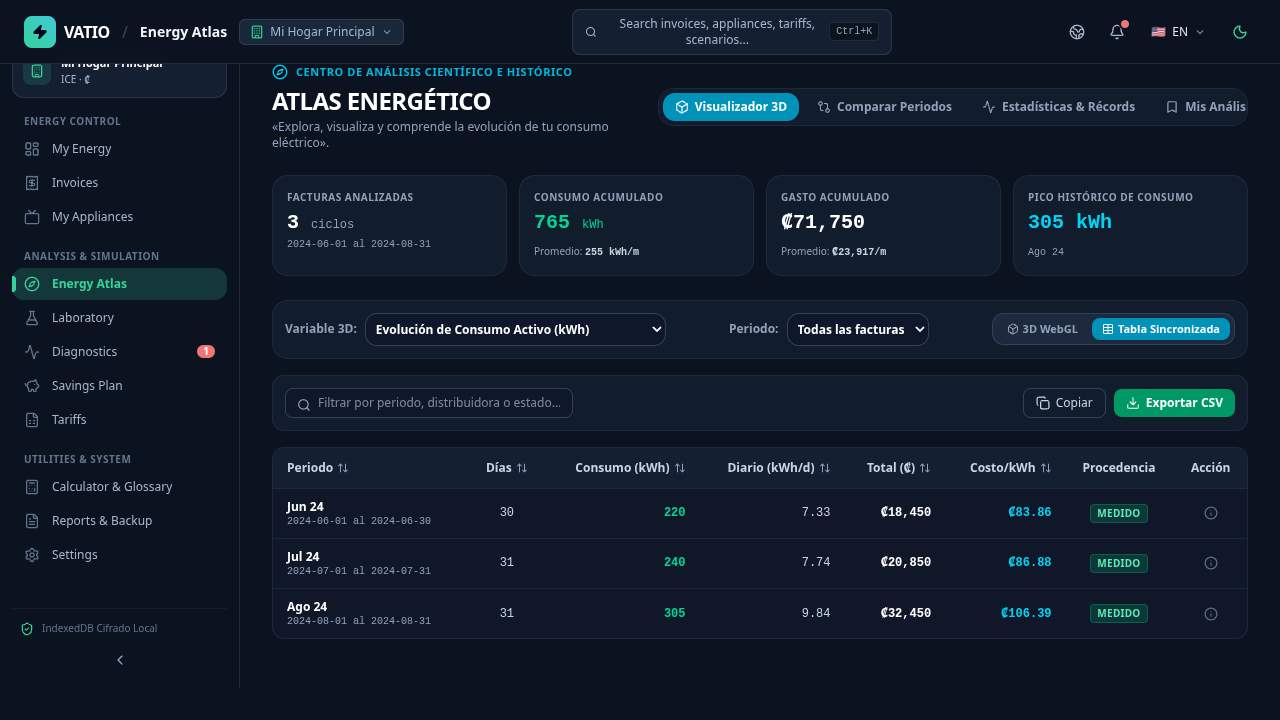 VATIO / Energy Atlas
Mi Hogar Principal
Search invoices, appliances, tariffs, scenarios...
Ctrl+K
🇺🇸 EN
Mi Hogar Principal
ICE · ₡
ENERGY CONTROL
My Energy
Invoices
My Appliances
ANALYSIS & SIMULATION
Energy Atlas
Laboratory
Diagnostics 1
Savings Plan
Tariffs
UTILITIES & SYSTEM
Calculator & Glossary
Reports & Backup
Settings
IndexedDB Cifrado Local
CENTRO DE ANÁLISIS CIENTÍFICO E HISTÓRICO
ATLAS ENERGÉTICO
«Explora, visualiza y comprende la evolución de tu consumo
eléctrico».
Visualizador 3D
Comparar Periodos
Estadísticas & Récords
Mis Anális
FACTURAS ANALIZADAS
3 ciclos
2024-06-01 al 2024-08-31
CONSUMO ACUMULADO
765 kWh
Promedio: 255 kWh/m
GASTO ACUMULADO
₡71,750
Promedio: ₡23,917/m
PICO HISTÓRICO DE CONSUMO
305 kWh
Ago 24
Variable 3D: Evolución de Consumo Activo (kWh)
Periodo: Todas las facturas
3D WebGL
Tabla Sincronizada
Filtrar por periodo, distribuidora o estado...
Copiar
Exportar CSV
Periodo Días Consumo (kWh) Diario (kWh/d) Total (₡) Costo/kWh Procedencia Acción
Jun 24
2024-06-01 al 2024-06-30
30 220 7.33 ₡18,450 ₡83.86 MEDIDO
Jul 24
2024-07-01 al 2024-07-31
31 240 7.74 ₡20,850 ₡86.88 MEDIDO
Ago 24
2024-08-01 al 2024-08-31
31 305 9.84 ₡32,450 ₡106.39 MEDIDO